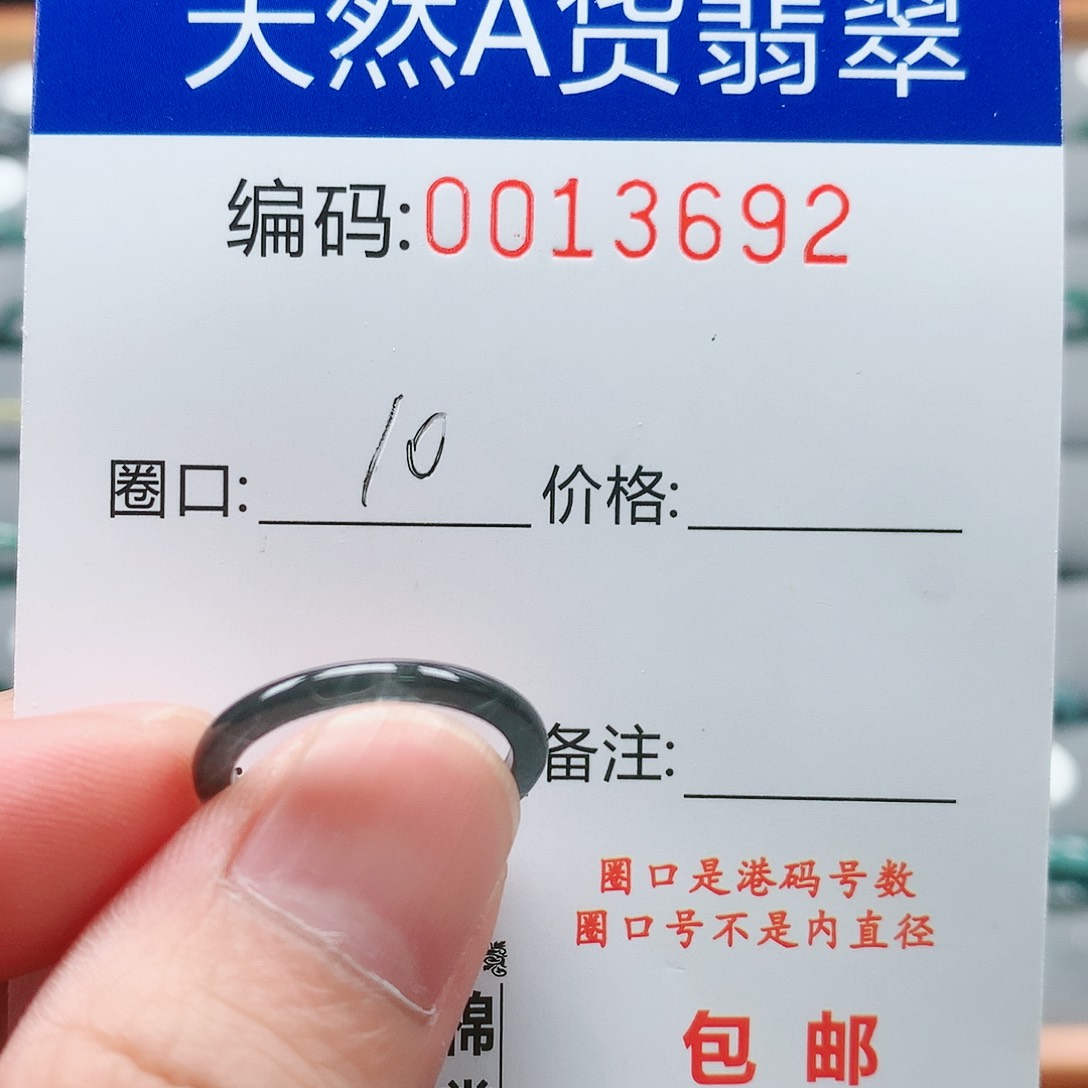 天然A货翡翠
编码:0013692
圈口: 10 价格:
备注:
圈口是港码号数
圈口号不是内直径
棉
包邮